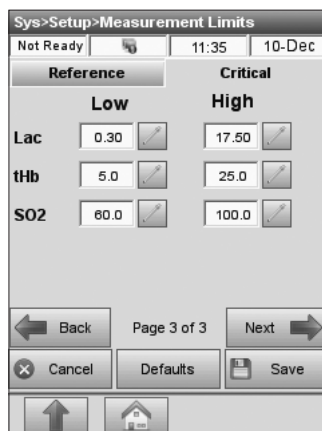 Sys>Setup>Measurement Limits
Not Ready 11:35 10-Dec
Reference Critical
Low High
Lac 0.30 17.50
tHb 5.0 25.0
SO2 60.0 100.0
Back Page 3 of 3 Next
Cancel Defaults Save